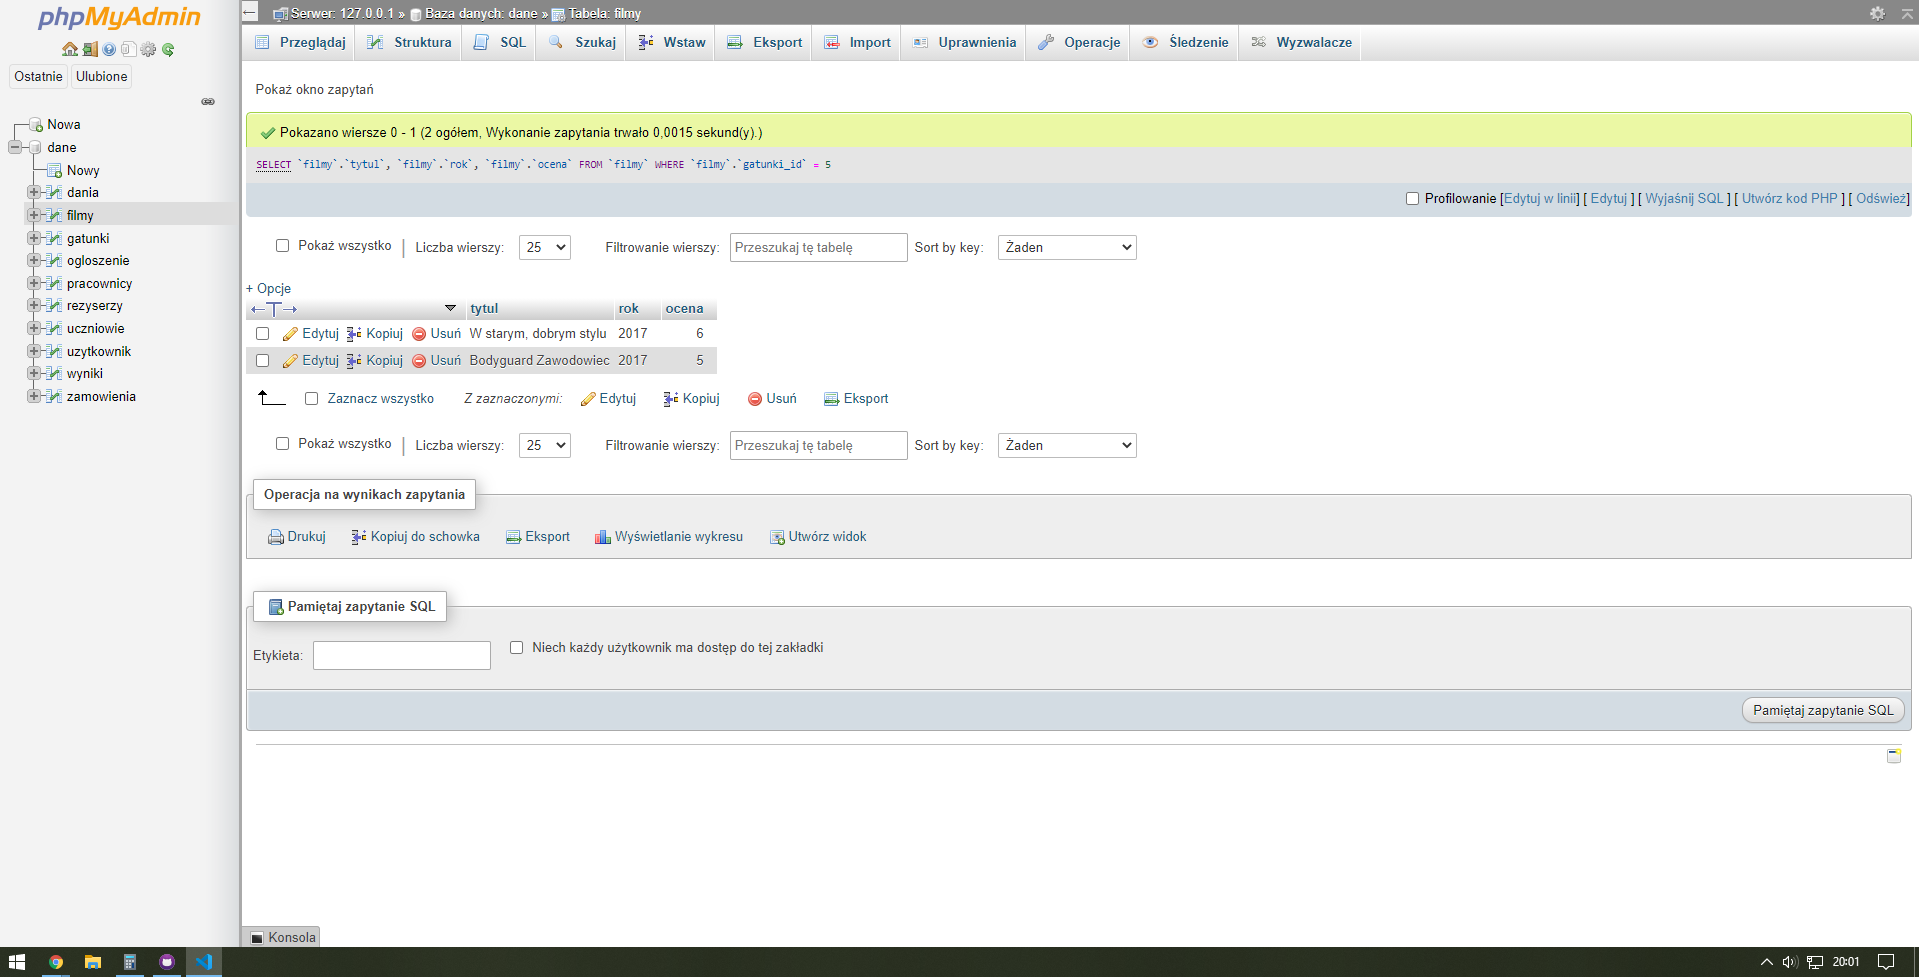 phpMyAdmin
Ostatnie Ulubione
Nowa
dane
Nowy
dania
filmy
gatunki
ogloszenie
pracownicy
rezyserzy
uczniowie
uzytkownik
wyniki
zamowienia
Serwer: 127.0.0.1 » Baza danych: dane » Tabela: filmy
Przeglądaj Struktura SQL Szukaj Wstaw Eksport Import Uprawnienia Operacje Śledzenie Wyzwalacze
Pokaż okno zapytań
Pokazano wiersze 0 - 1 (2 ogółem, Wykonanie zapytania trwało 0,0015 sekund(y).)
SELECT `filmy`.`tytul`, `filmy`.`rok`, `filmy`.`ocena` FROM `filmy` WHERE `filmy`.`gatunki_id` = 5
Profilowanie [Edytuj w linii] [ Edytuj ] [ Wyjaśnij SQL ] [ Utwórz kod PHP ] [ Odśwież]
Pokaż wszystko | Liczba wierszy: 25 Filtrowanie wierszy: Przeszukaj tę tabelę Sort by key: Żaden
+ Opcje
←T→ tytul rok ocena
Edytuj Kopiuj Usuń W starym, dobrym stylu 2017 6
Edytuj Kopiuj Usuń Bodyguard Zawodowiec 2017 5
Zaznacz wszystko Z zaznaczonymi: Edytuj Kopiuj Usuń Eksport
Pokaż wszystko | Liczba wierszy: 25 Filtrowanie wierszy: Przeszukaj tę tabelę Sort by key: Żaden
Operacja na wynikach zapytania
Drukuj Kopiuj do schowka Eksport Wyświetlanie wykresu Utwórz widok
Pamiętaj zapytanie SQL
Etykieta: Niech każdy użytkownik ma dostęp do tej zakładki
Pamiętaj zapytanie SQL
Konsola
20:01